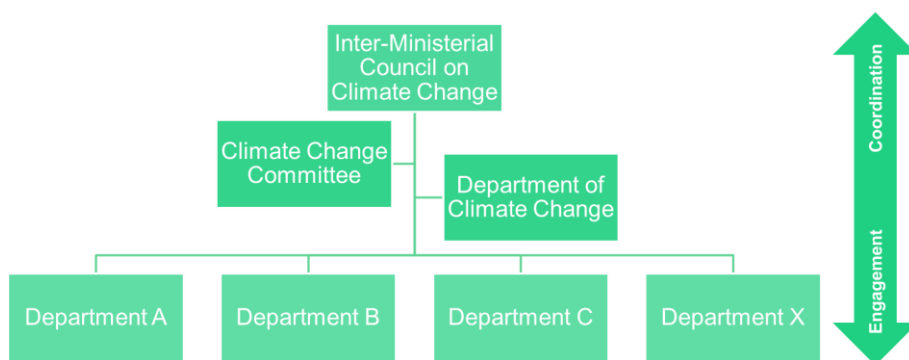 Inter-Ministerial
Council on
Climate Change
Climate Change
Committee
Department of
Climate Change
Department A
Department B
Department C
Department X
Coordination
Engagement